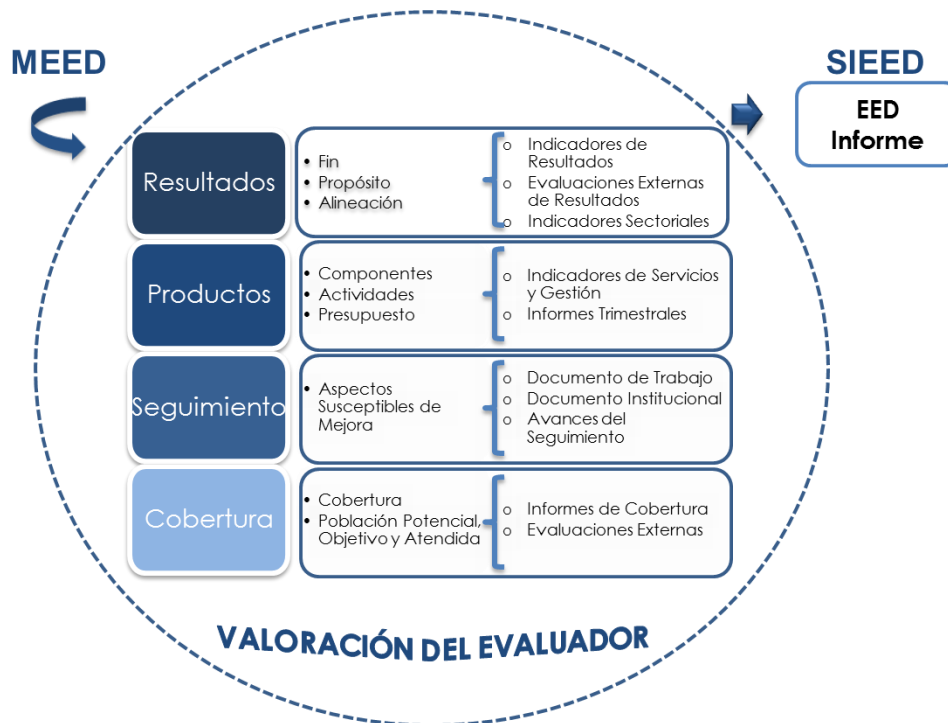 MEED
SIEED
EED
Informe
Resultados
• Fin
• Propósito
• Alineación
o Indicadores de
Resultados
o Evaluaciones Externas
de Resultados
o Indicadores Sectoriales
Productos
• Componentes
• Actividades
• Presupuesto
o Indicadores de Servicios
y Gestión
o Informes Trimestrales
Seguimiento
• Aspectos
Susceptibles de
Mejora
o Documento de Trabajo
o Documento Institucional
o Avances del
Seguimiento
Cobertura
• Cobertura
• Población Potencial,
Objetivo y Atendida
o Informes de Cobertura
o Evaluaciones Externas
VALORACIÓN DEL EVALUADOR